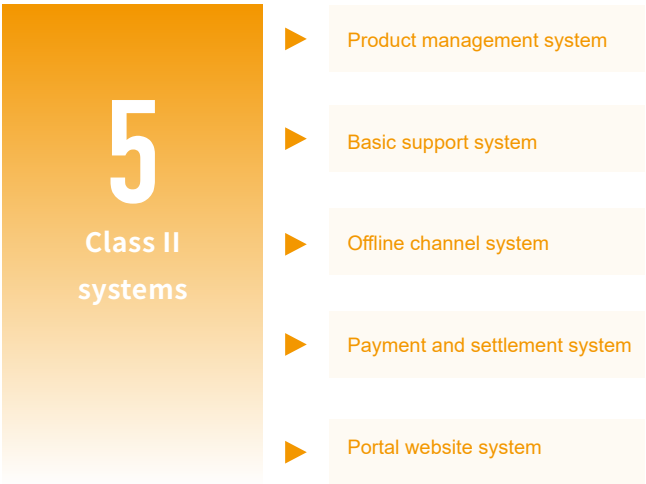 5
Class II
systems
Product management system
Basic support system
Offline channel system
Payment and settlement system
Portal website system